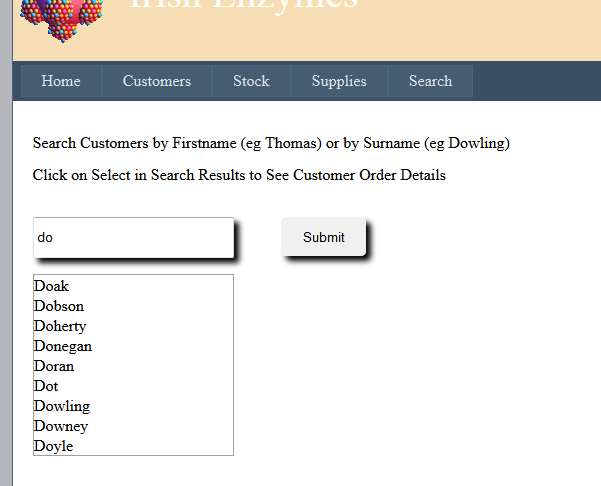 Irish Enzymes
Home Customers Stock Supplies Search
Search Customers by Firstname (eg Thomas) or by Surname (eg Dowling)
Click on Select in Search Results to See Customer Order Details
do Submit
Doak
Dobson
Doherty
Donegan
Doran
Dot
Dowling
Downey
Doyle